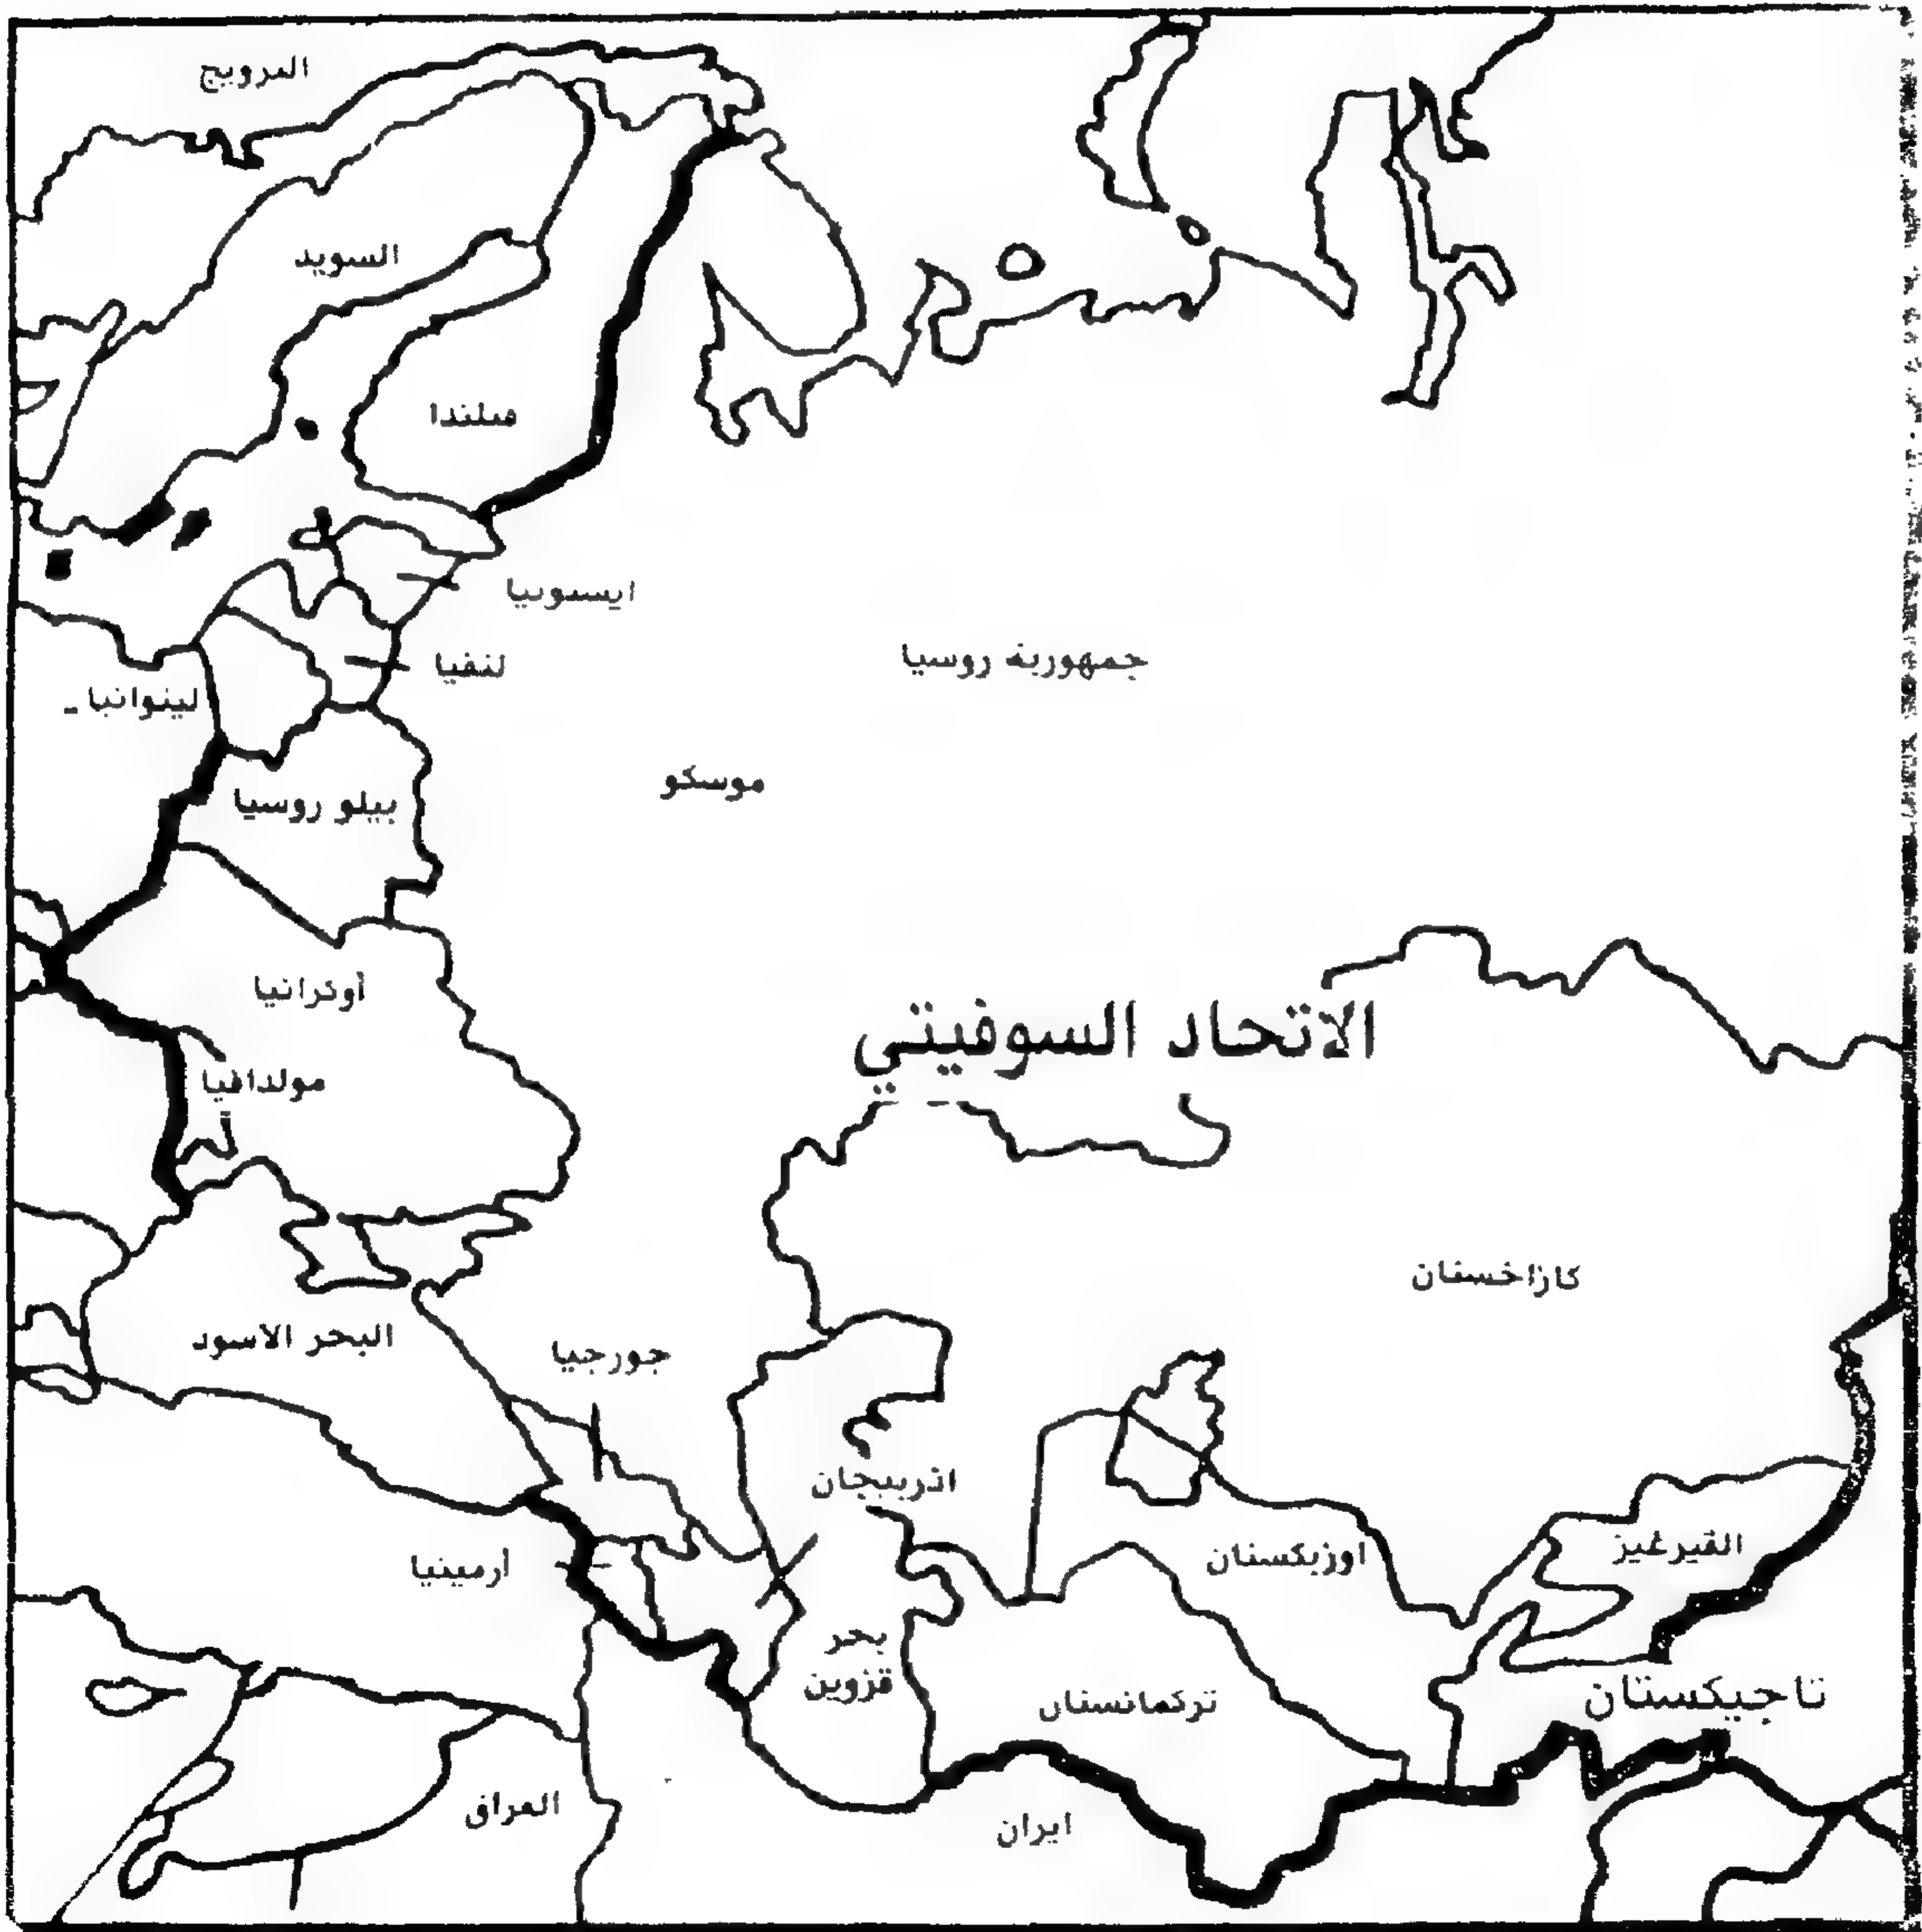 النرويج
السويد
فنلندا
ايستونيا
لتفيا
جمهورية روسيا
ليتوانيا -
موسكو
بيلو روسيا
أوكرانيا
الاتحاد السوفيتي
مولدافيا
كازاخستان
البحر الاسود
جورجيا
اذربيجان
القيرغيز
اوزبكستان
أرمينيا
بحر
قزوين
تاجيكستان
تركمانستان
العراق
ايران